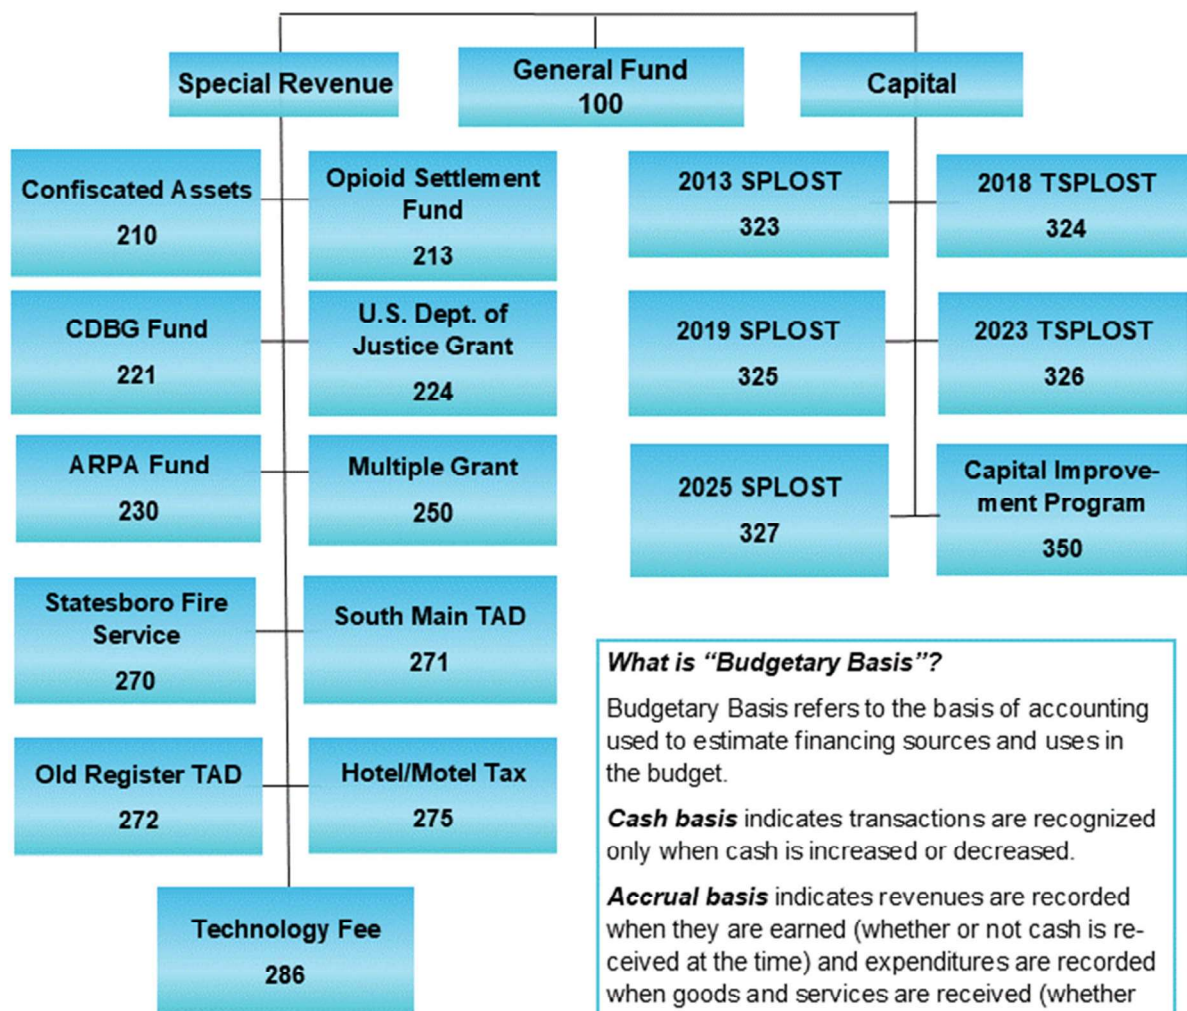 Special Revenue
General Fund
100
Capital
Confiscated Assets
210
Opioid Settlement
Fund
213
2013 SPLOST
323
2018 TSPLOST
324
CDBG Fund
221
U.S. Dept. of
Justice Grant
224
2019 SPLOST
325
2023 TSPLOST
326
ARPA Fund
230
Multiple Grant
250
2025 SPLOST
327
Capital Improve-
ment Program
350
Statesboro Fire
Service
270
South Main TAD
271
Old Register TAD
272
Hotel/Motel Tax
275
Technology Fee
286
What is “Budgetary Basis”?
Budgetary Basis refers to the basis of accounting
used to estimate financing sources and uses in
the budget.
Cash basis indicates transactions are recognized
only when cash is increased or decreased.
Accrual basis indicates revenues are recorded
when they are earned (whether or not cash is re-
ceived at the time) and expenditures are recorded
when goods and services are received (whether